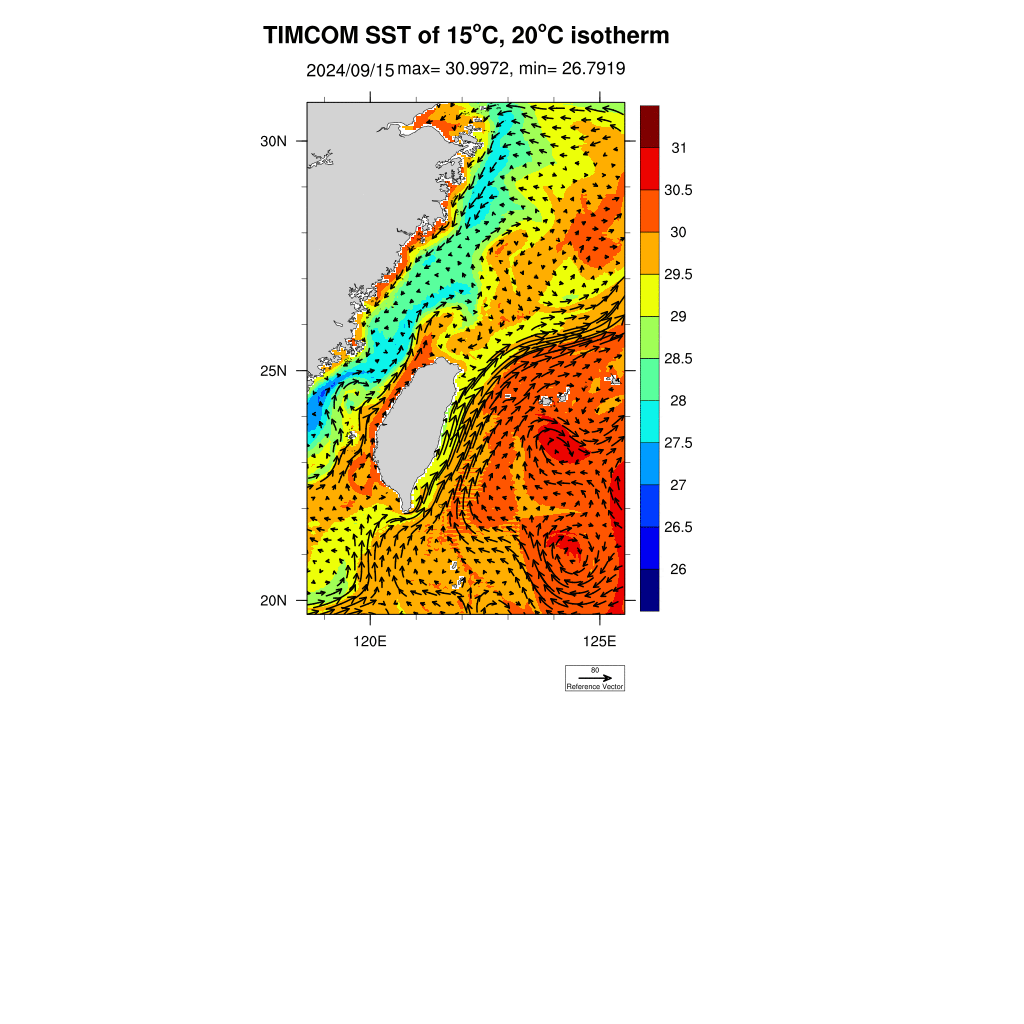 TIMCOM SST of 15°C, 20°C isotherm
2024/09/15 max= 30.9972, min= 26.7919
30N
25N
20N
120E
125E
31
30.5
30
29.5
29
28.5
28
27.5
27
26.5
26
80
Reference Vector